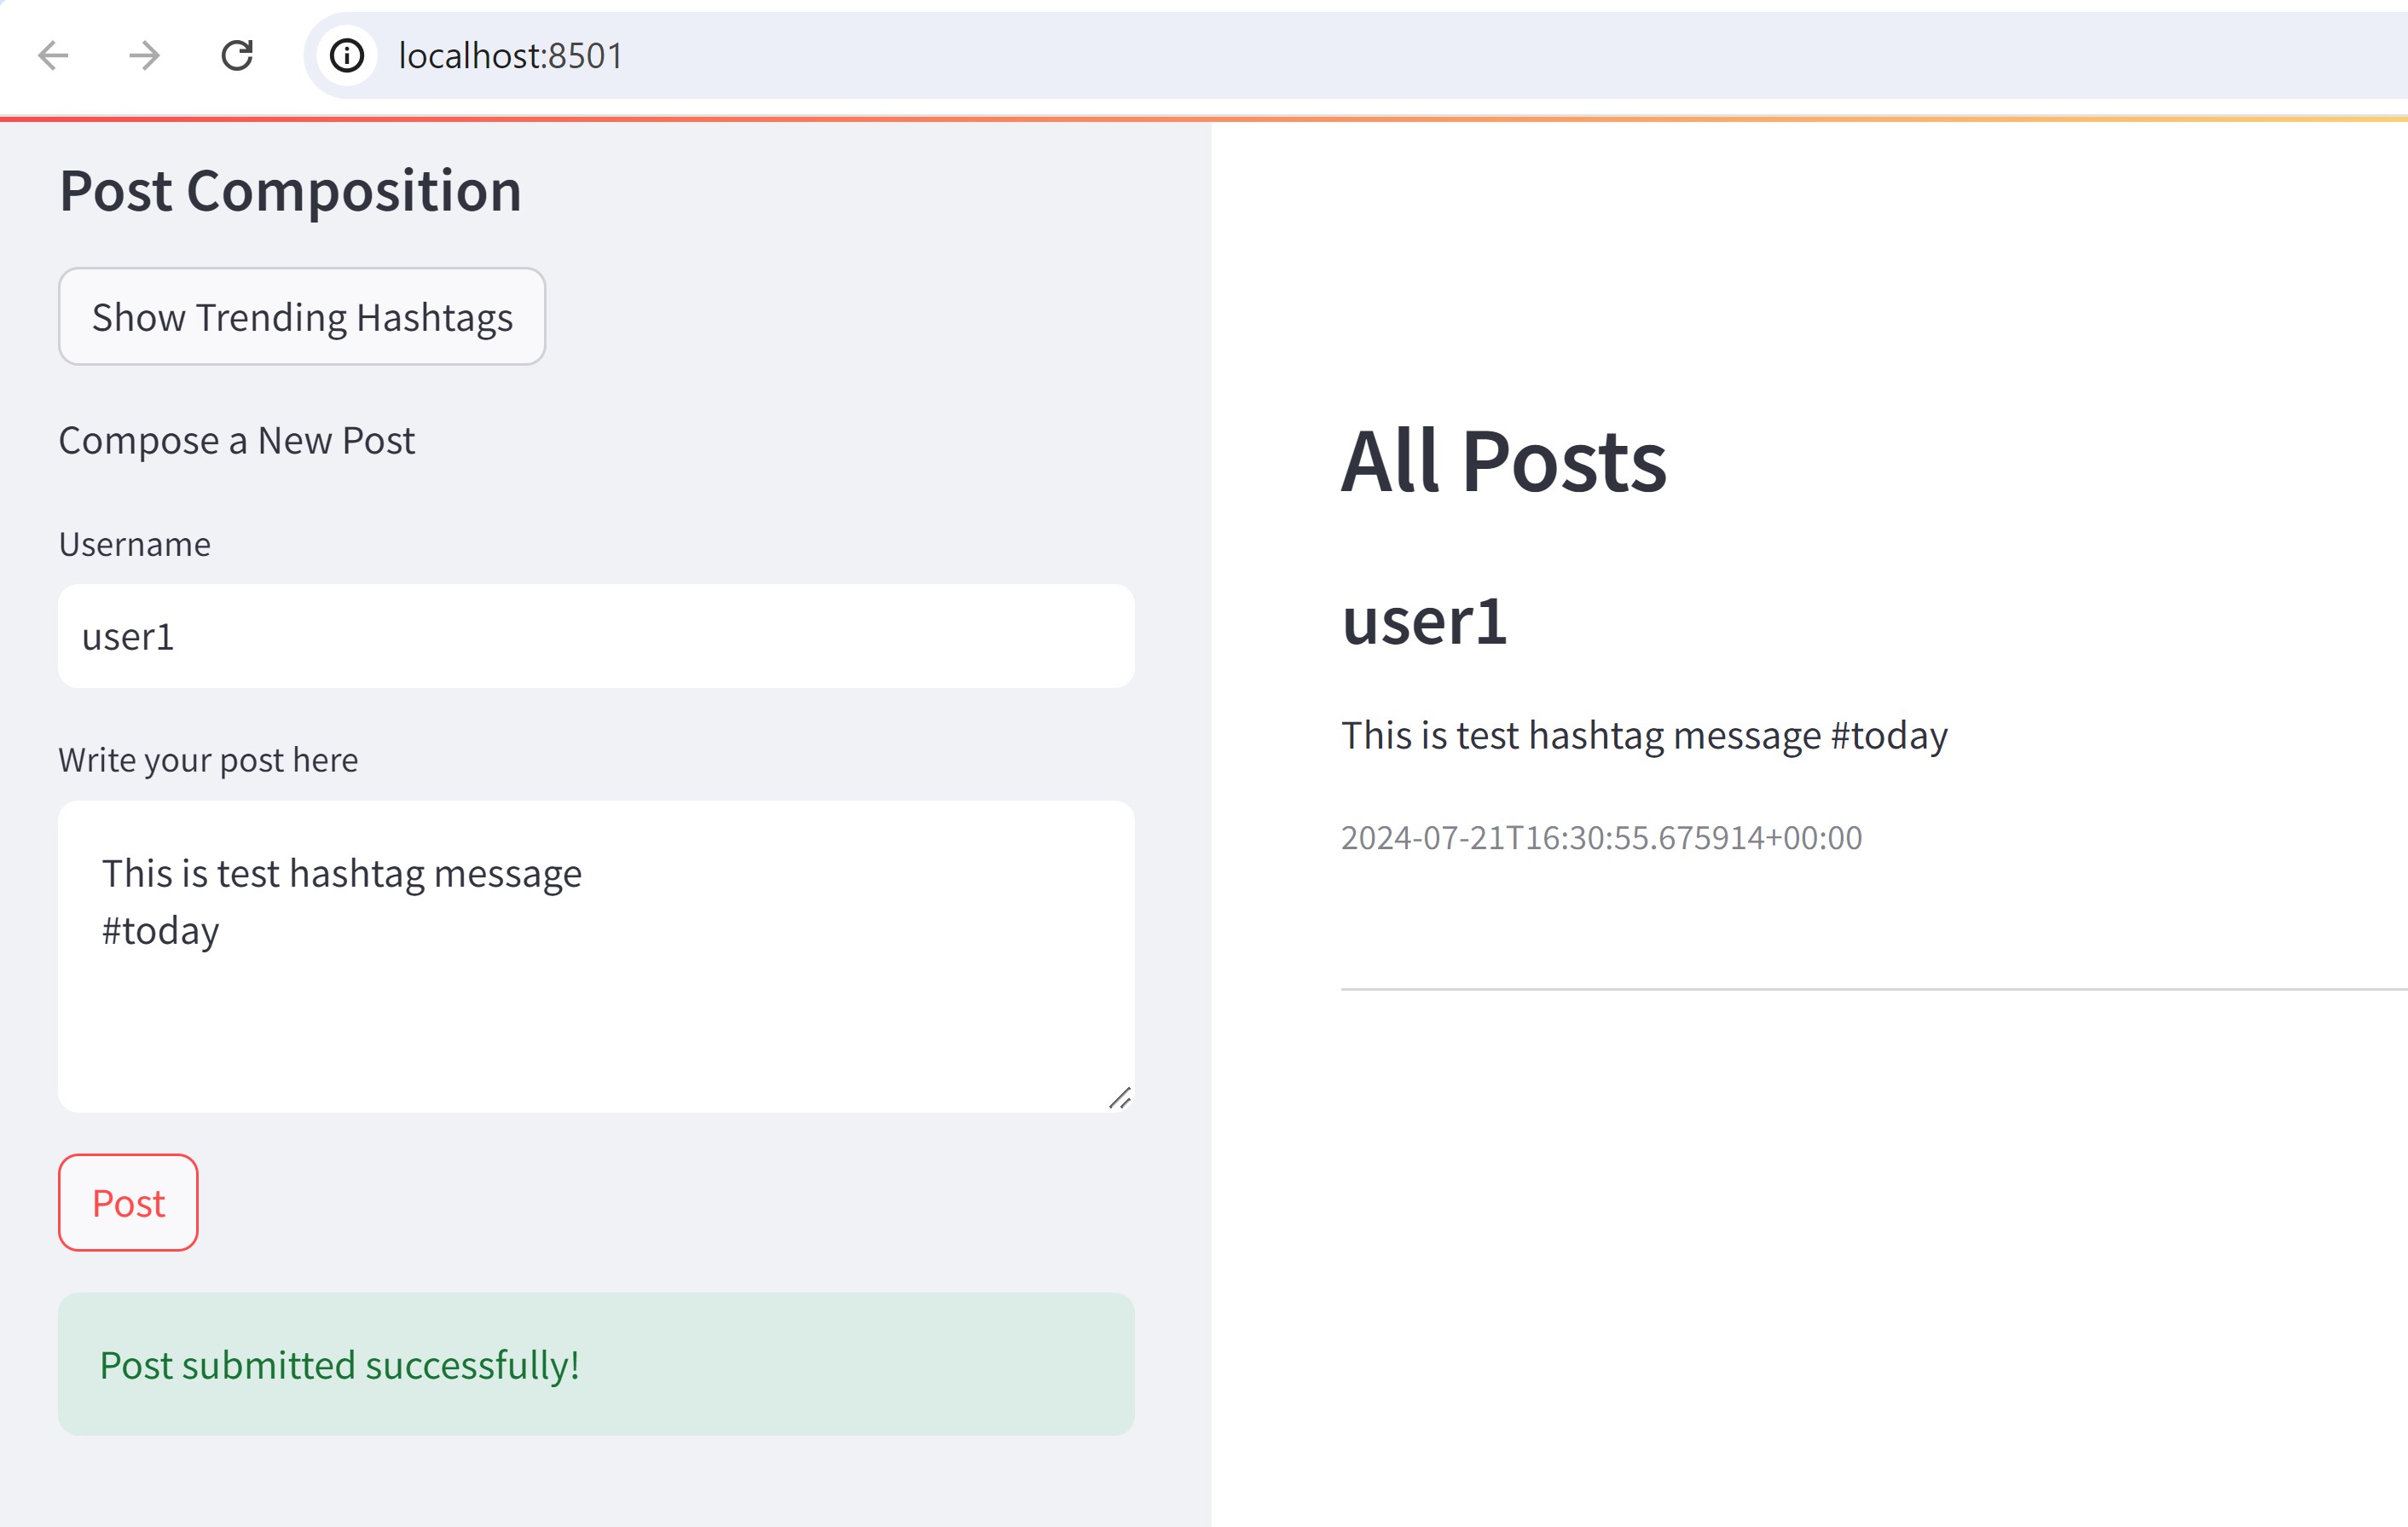 localhost:8501
Post Composition
Show Trending Hashtags
Compose a New Post
Username
user1
Write your post here
This is test hashtag message
#today
Post
Post submitted successfully!
All Posts
user1
This is test hashtag message #today
2024-07-21T16:30:55.675914+00:00